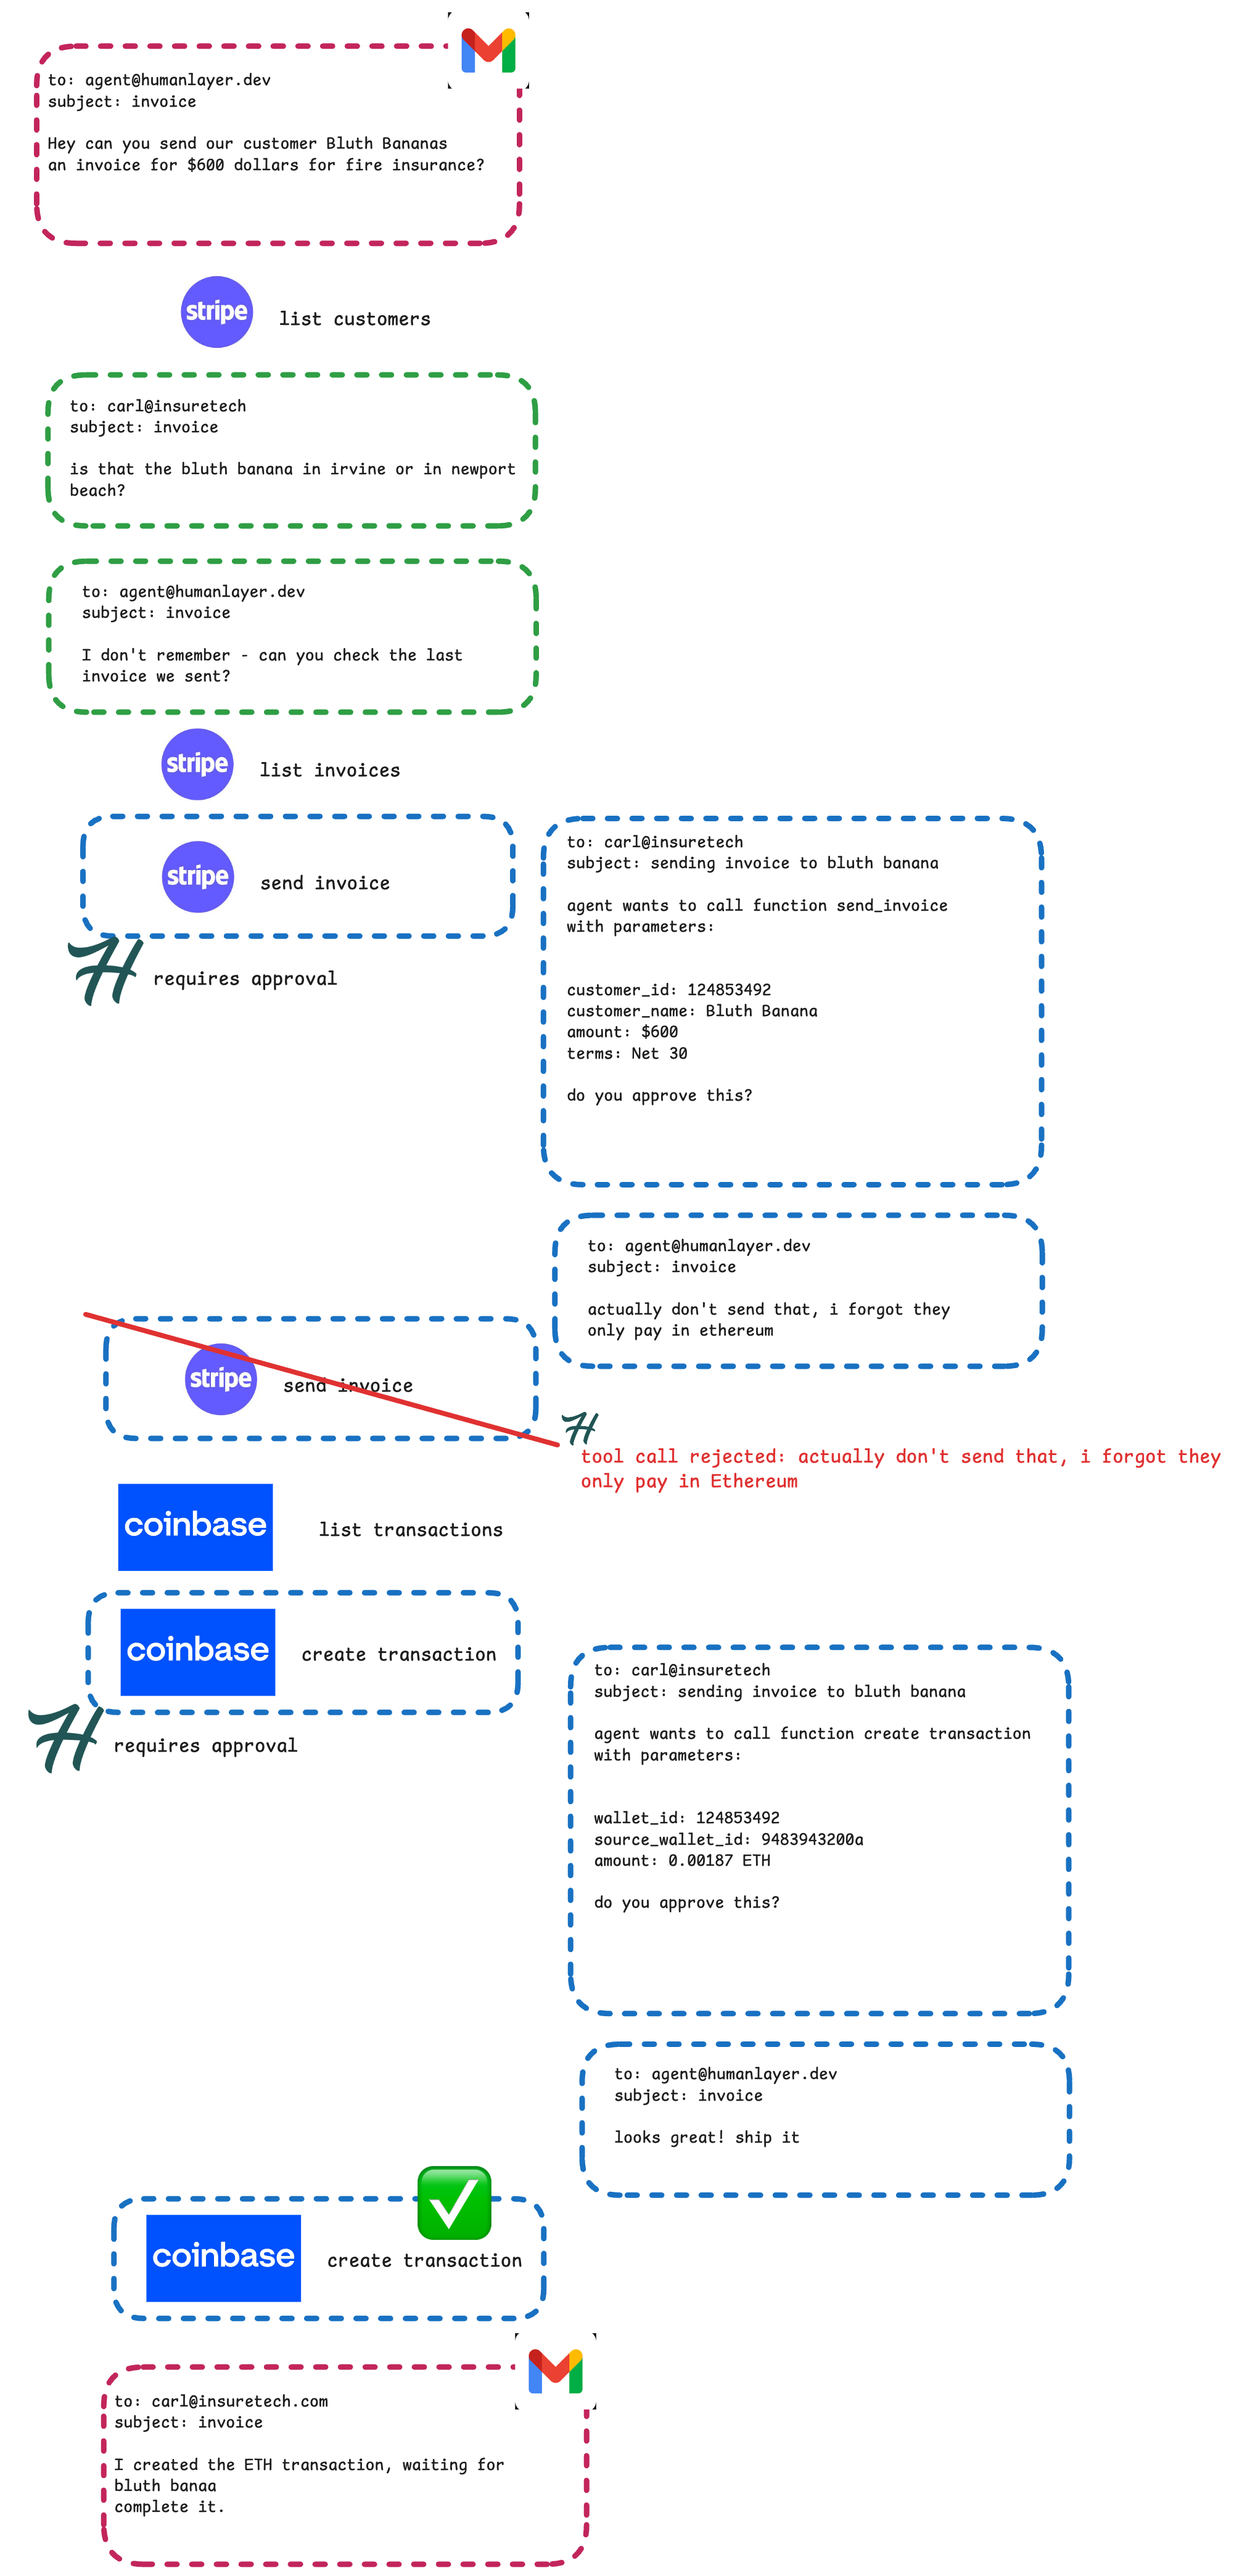 to: agent@humanlayer.dev
subject: invoice
Hey can you send our customer Bluth Bananas
an invoice for $600 dollars for fire insurance?
stripe
list customers
to: carl@insuretech
subject: invoice
is that the bluth banana in irvine or in newport
beach?
to: agent@humanlayer.dev
subject: invoice
I don't remember - can you check the last
invoice we sent?
stripe
list invoices
stripe
send invoice
requires approval
to: carl@insuretech
subject: sending invoice to bluth banana
agent wants to call function send_invoice
with parameters:
customer_id: 124853492
customer_name: Bluth Banana
amount: $600
terms: Net 30
do you approve this?
to: agent@humanlayer.dev
subject: invoice
actually don't send that, i forgot they
only pay in ethereum
stripe
send invoice
tool call rejected: actually don't send that, i forgot they
only pay in Ethereum
coinbase
list transactions
coinbase
create transaction
requires approval
to: carl@insuretech
subject: sending invoice to bluth banana
agent wants to call function create transaction
with parameters:
wallet_id: 124853492
source_wallet_id: 9483943200a
amount: 0.00187 ETH
do you approve this?
to: agent@humanlayer.dev
subject: invoice
looks great! ship it
coinbase
create transaction
to: carl@insuretech.com
subject: invoice
I created the ETH transaction, waiting for
bluth banaa
complete it.